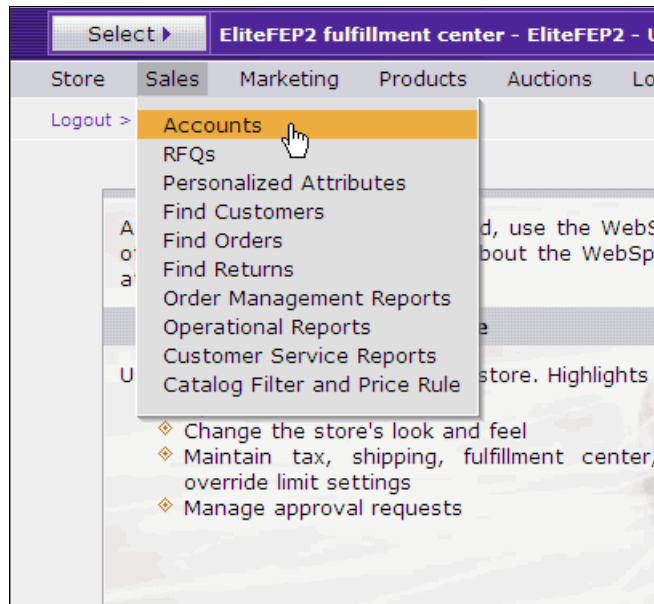 Select EliteFEP2 fulfillment center - EliteFEP2 -
Store Sales Marketing Products Auctions
Logout >
Accounts
RFQs
Personalized Attributes
Find Customers
Find Orders
Find Returns
Order Management Reports
Operational Reports
Customer Service Reports
Catalog Filter and Price Rule
d, use the WebS
bout the WebSp
store. Highlights
Change the store's look and feel
Maintain tax, shipping, fulfillment center,
override limit settings
Manage approval requests